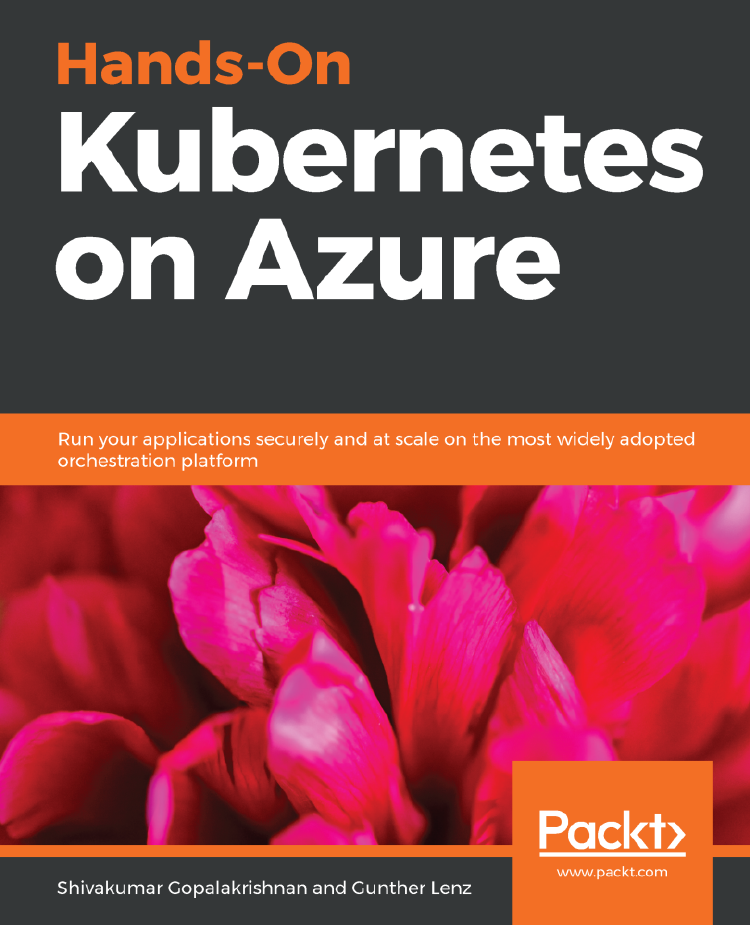 Hands-On
Kubernetes
on Azure
Run your applications securely and at scale on the most widely adopted
orchestration platform
Packt>
www.packt.com
Shivakumar Gopalakrishnan and Gunther Lenz